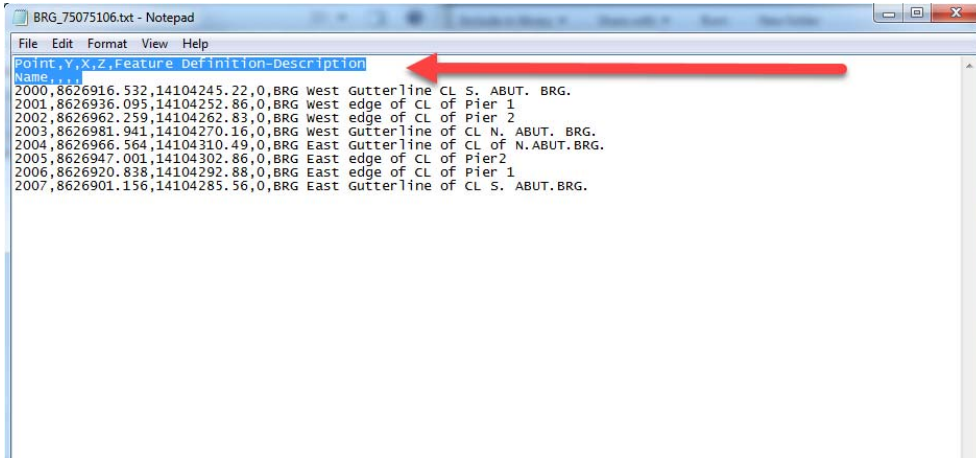 BRG_75075106.txt - Notepad
File Edit Format View Help
Point,Y,X,Z,Feature Definition-Description
Name,,,,
2000,8626916.532,14104245.22,0,BRG West Gutterline CL S. ABUT. BRG.
2001,8626936.095,14104252.86,0,BRG West edge of CL of Pier 1
2002,8626962.259,14104262.83,0,BRG West edge of CL of Pier 2
2003,8626981.941,14104270.16,0,BRG West Gutterline of CL N. ABUT. BRG.
2004,8626966.564,14104310.49,0,BRG East Gutterline of CL of N.ABUT.BRG.
2005,8626947.001,14104302.86,0,BRG East edge of CL of Pier2
2006,8626920.838,14104292.88,0,BRG East edge of CL of Pier 1
2007,8626901.156,14104285.56,0,BRG East Gutterline of CL S. ABUT.BRG.